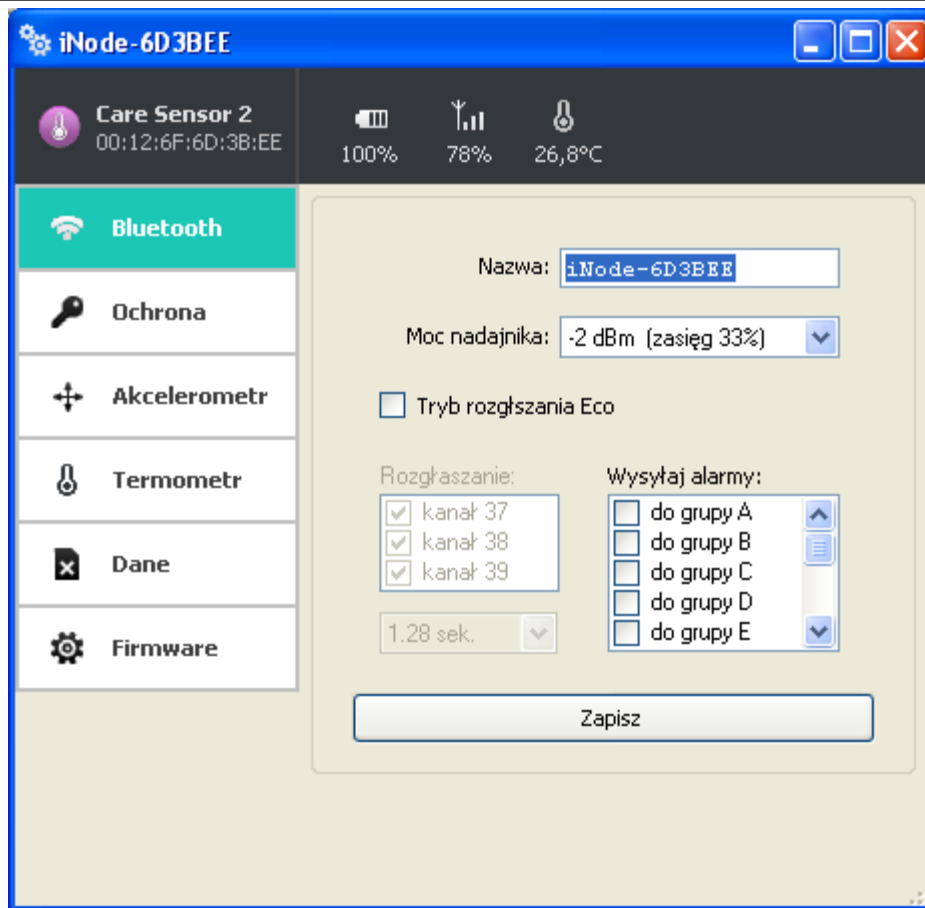 iNode-6D3BEE
Care Sensor 2
00:12:6F:6D:3B:EE
100%
78%
26,8°C
Bluetooth
Ochrona
Akcelerometr
Termometr
Dane
Firmware
Nazwa: iNode-6D3BEE
Moc nadajnika: -2 dBm (zasięg 33%)
Tryb rozgłszania Eco
Rozgłaszanie:
kanał 37
kanał 38
kanał 39
1.28 sek.
Wysyłaj alarmy:
do grupy A
do grupy B
do grupy C
do grupy D
do grupy E
Zapisz